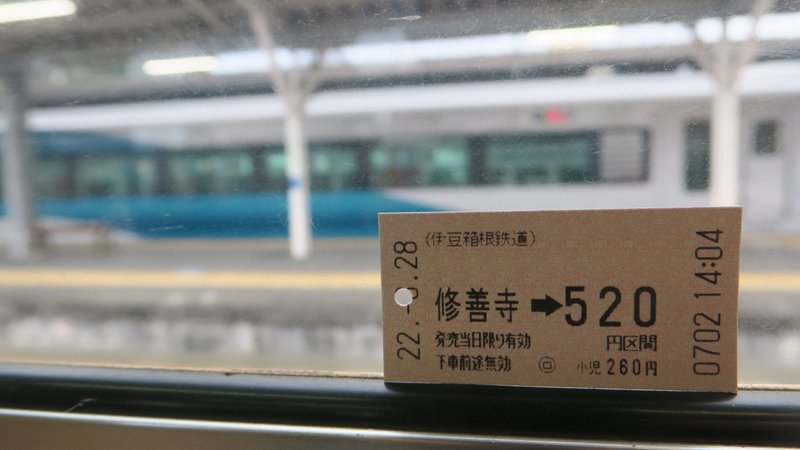 (伊豆箱根鉄道)
修善寺➡520
発売当日限り有効 円区間
下車前途無効 ㋺ 小児 260円
22.-.28
0702 14:04